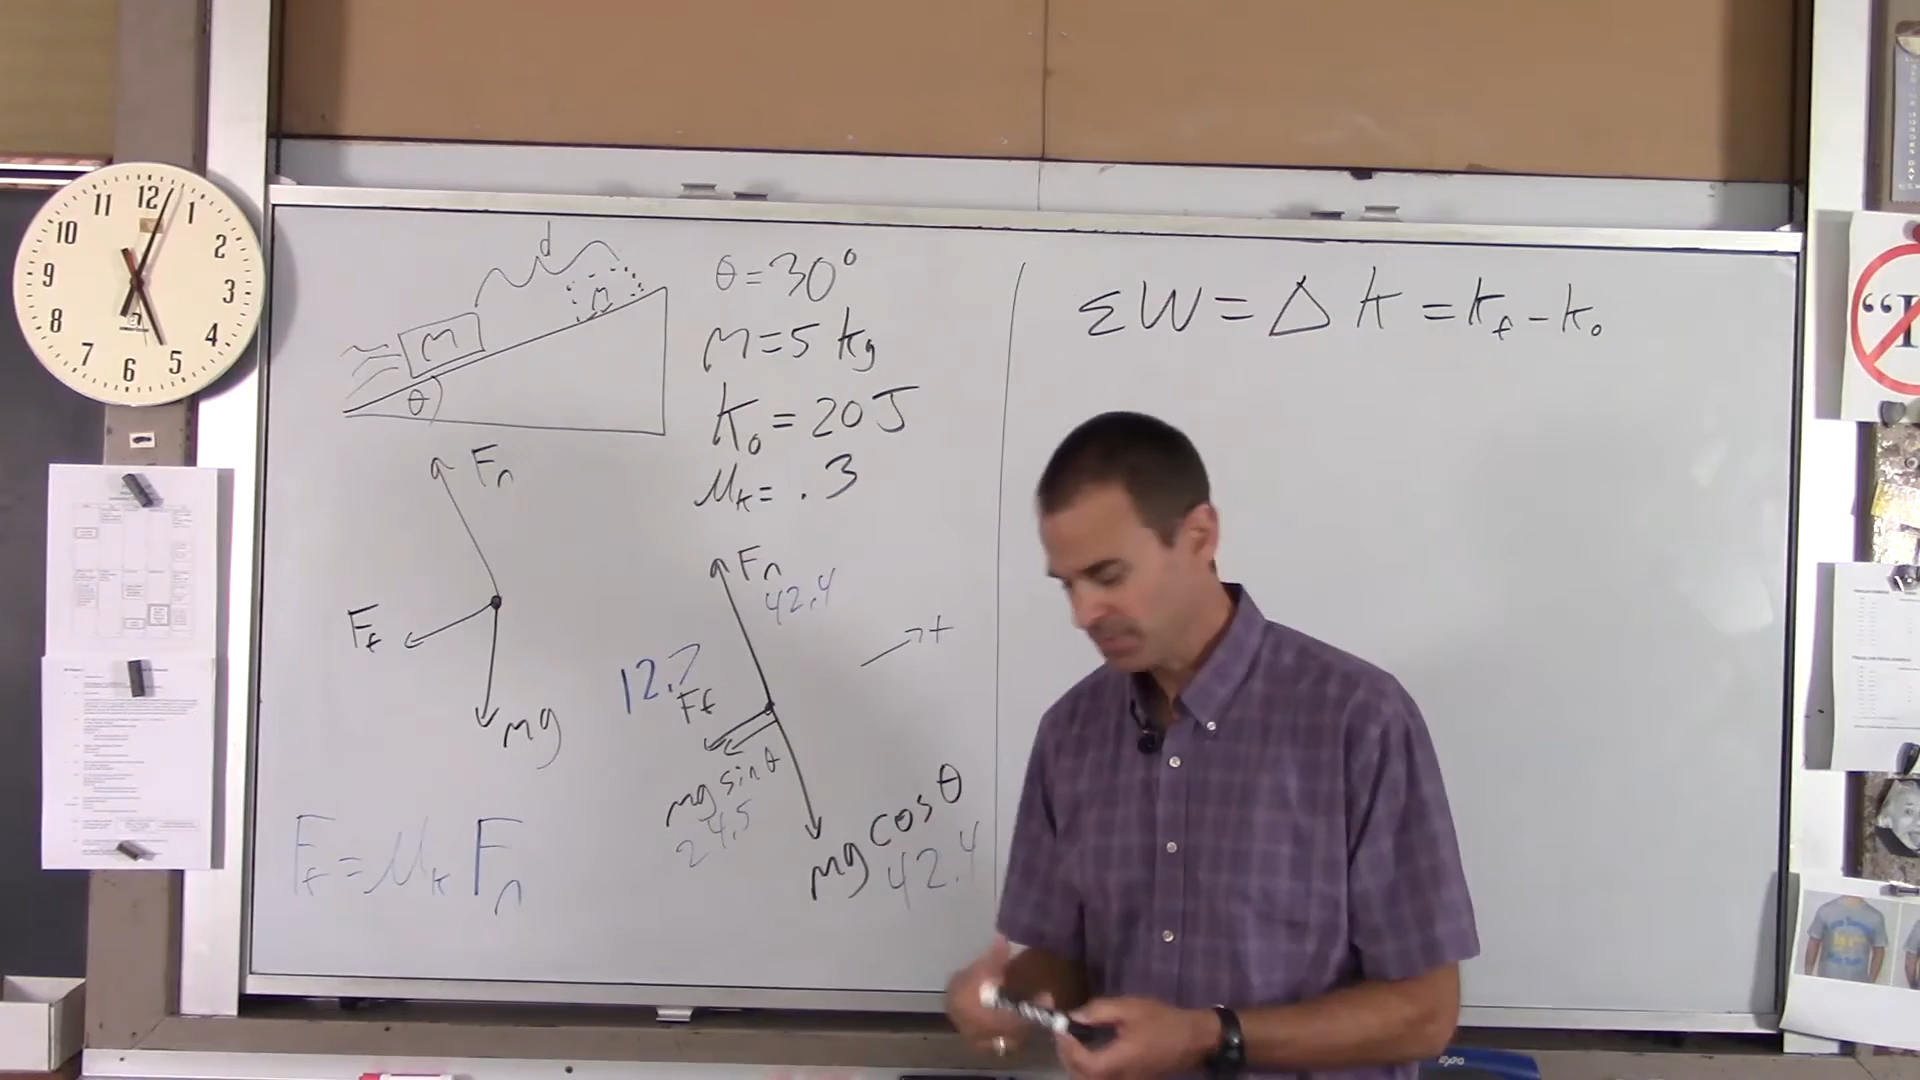 d
m
m
θ
θ = 30°
m = 5 kg
K₀ = 20 J
μₖ = .3
Fn
Ff
mg
Ff = μₖ Fn
Fn
42.4
12.7
Ff
mg sin θ
24.5
mg cos θ
42.4
+
ΣW = Δ K = Kf - K₀
12
1
2
3
4
5
6
7
8
9
10
11
"I
EXPO